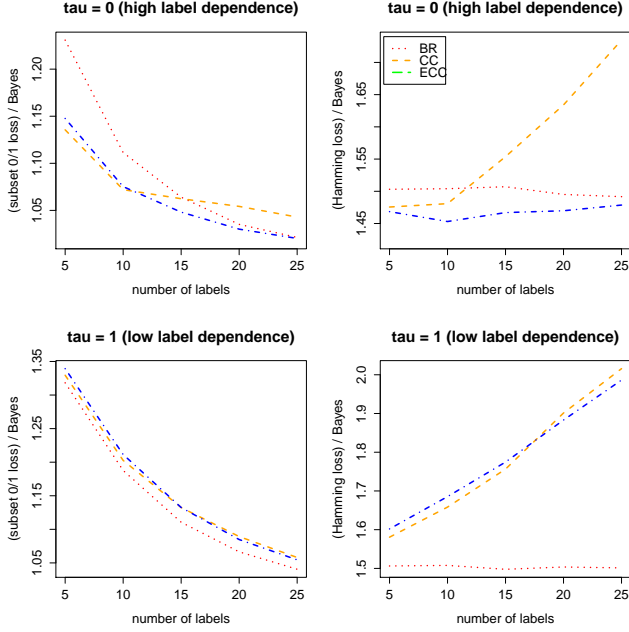 tau = 0 (high label dependence)
(subset 0/1 loss) / Bayes
1.20
1.15
1.10
1.05
5 10 15 20 25
number of labels
tau = 0 (high label dependence)
BR
CC
ECC
(Hamming loss) / Bayes
1.65
1.55
1.45
5 10 15 20 25
number of labels
tau = 1 (low label dependence)
(subset 0/1 loss) / Bayes
1.35
1.25
1.15
1.05
5 10 15 20 25
number of labels
tau = 1 (low label dependence)
(Hamming loss) / Bayes
2.0
1.9
1.8
1.7
1.6
1.5
5 10 15 20 25
number of labels